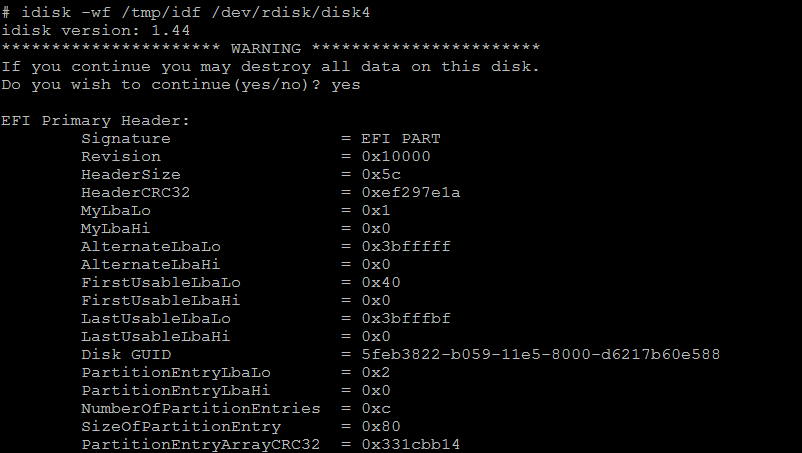 # idisk -wf /tmp/idf /dev/rdisk/disk4
idisk version: 1.44
********************** WARNING ***********************
If you continue you may destroy all data on this disk.
Do you wish to continue(yes/no)? yes
EFI Primary Header:
Signature = EFI PART
Revision = 0x10000
HeaderSize = 0x5c
HeaderCRC32 = 0xef297e1a
MyLbaLo = 0x1
MyLbaHi = 0x0
AlternateLbaLo = 0x3bfffff
AlternateLbaHi = 0x0
FirstUsableLbaLo = 0x40
FirstUsableLbaHi = 0x0
LastUsableLbaLo = 0x3bfffbf
LastUsableLbaHi = 0x0
Disk GUID = 5feb3822-b059-11e5-8000-d6217b60e588
PartitionEntryLbaLo = 0x2
PartitionEntryLbaHi = 0x0
NumberOfPartitionEntries = 0xc
SizeOfPartitionEntry = 0x80
PartitionEntryArrayCRC32 = 0x331cbb14